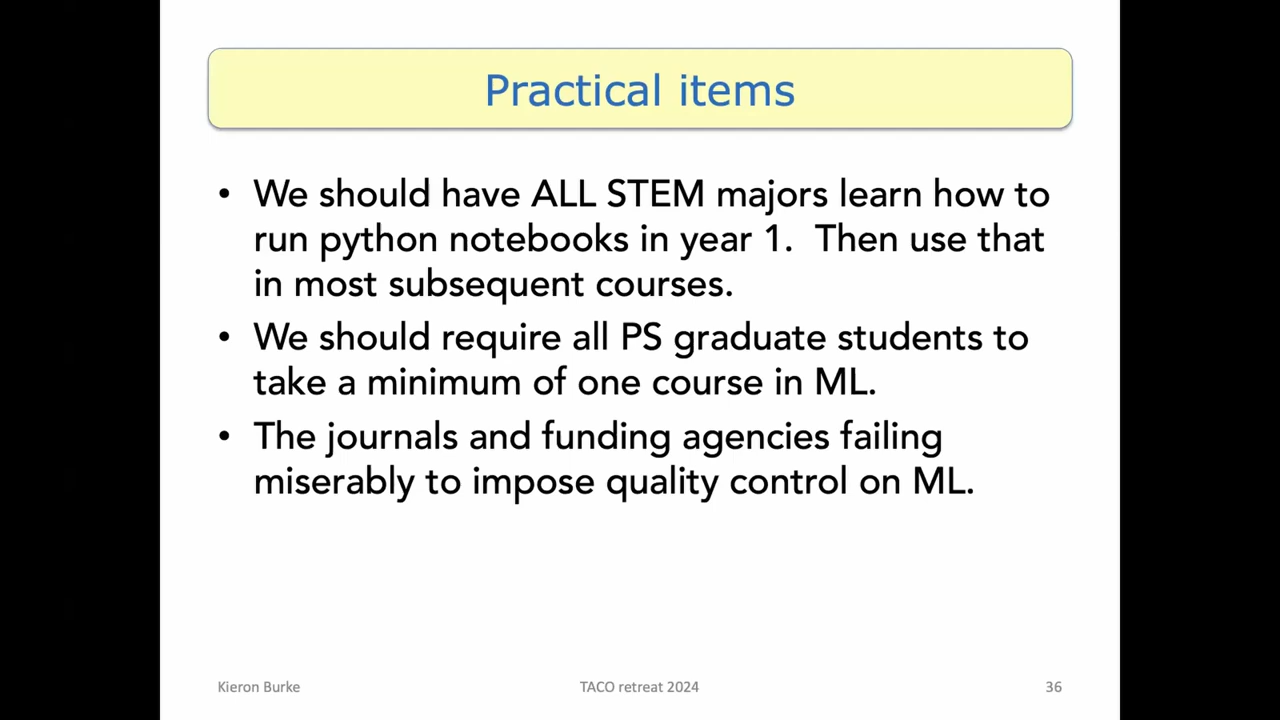 Practical items
• We should have ALL STEM majors learn how to
run python notebooks in year 1.  Then use that
in most subsequent courses.
• We should require all PS graduate students to
take a minimum of one course in ML.
• The journals and funding agencies failing
miserably to impose quality control on ML.
Kieron Burke TACO retreat 2024 36